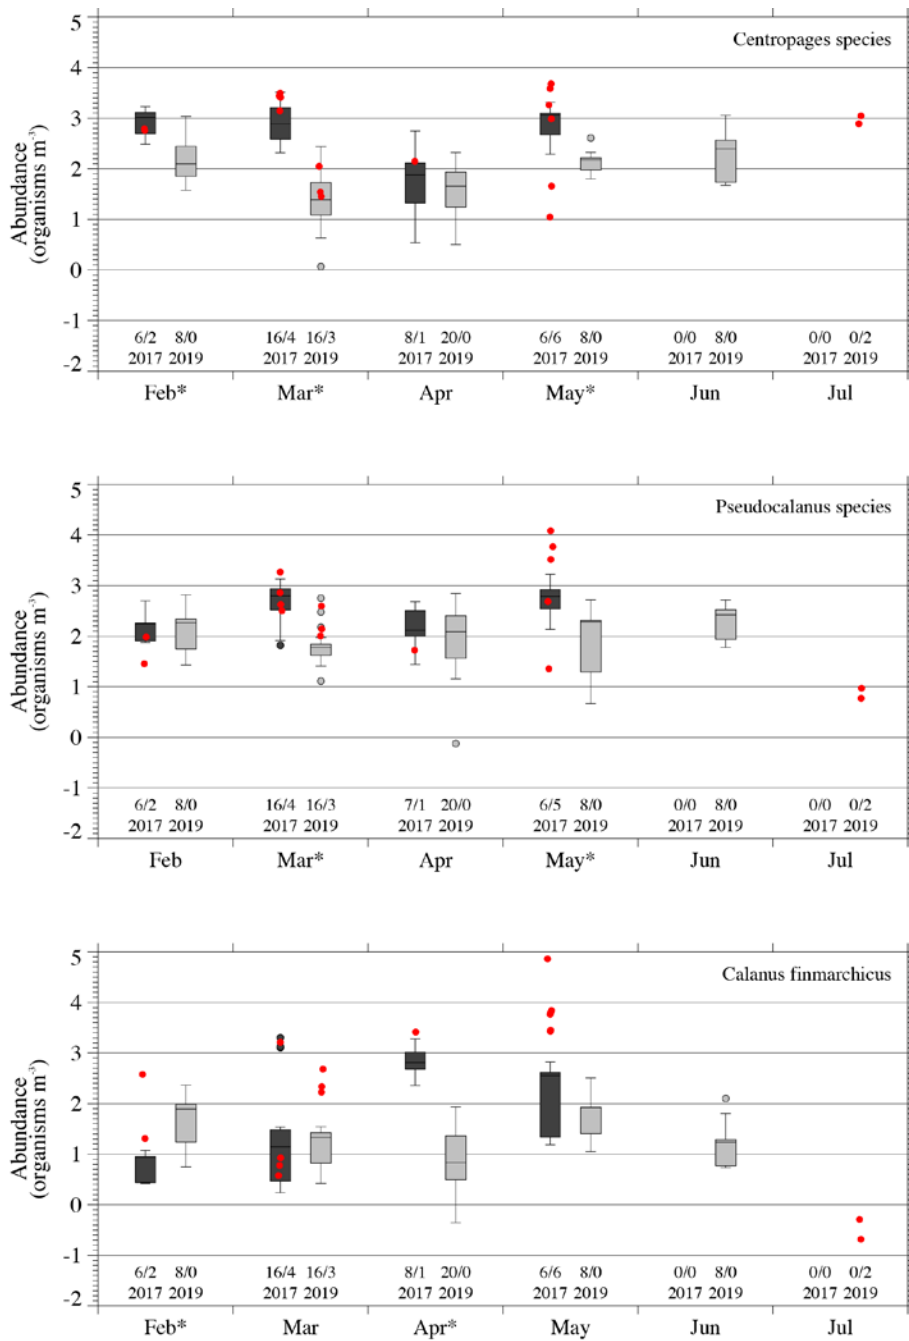 5
Centropages species
4
3
2
1
0
-1
-2
Abundance
(organisms m⁻³)
6/2 8/0 16/4 16/3 8/1 20/0 6/6 8/0 0/0 8/0 0/0 0/2
2017 2019 2017 2019 2017 2019 2017 2019 2017 2019 2017 2019
Feb* Mar* Apr May* Jun Jul
5
Pseudocalanus species
4
3
2
1
0
-1
-2
Abundance
(organisms m⁻³)
6/2 8/0 16/4 16/3 7/1 20/0 6/5 8/0 0/0 8/0 0/0 0/2
2017 2019 2017 2019 2017 2019 2017 2019 2017 2019 2017 2019
Feb Mar* Apr May* Jun Jul
5
Calanus finmarchicus
4
3
2
1
0
-1
-2
Abundance
(organisms m⁻³)
6/2 8/0 16/4 16/3 8/1 20/0 6/6 8/0 0/0 8/0 0/0 0/2
2017 2019 2017 2019 2017 2019 2017 2019 2017 2019 2017 2019
Feb* Mar Apr* May Jun Jul